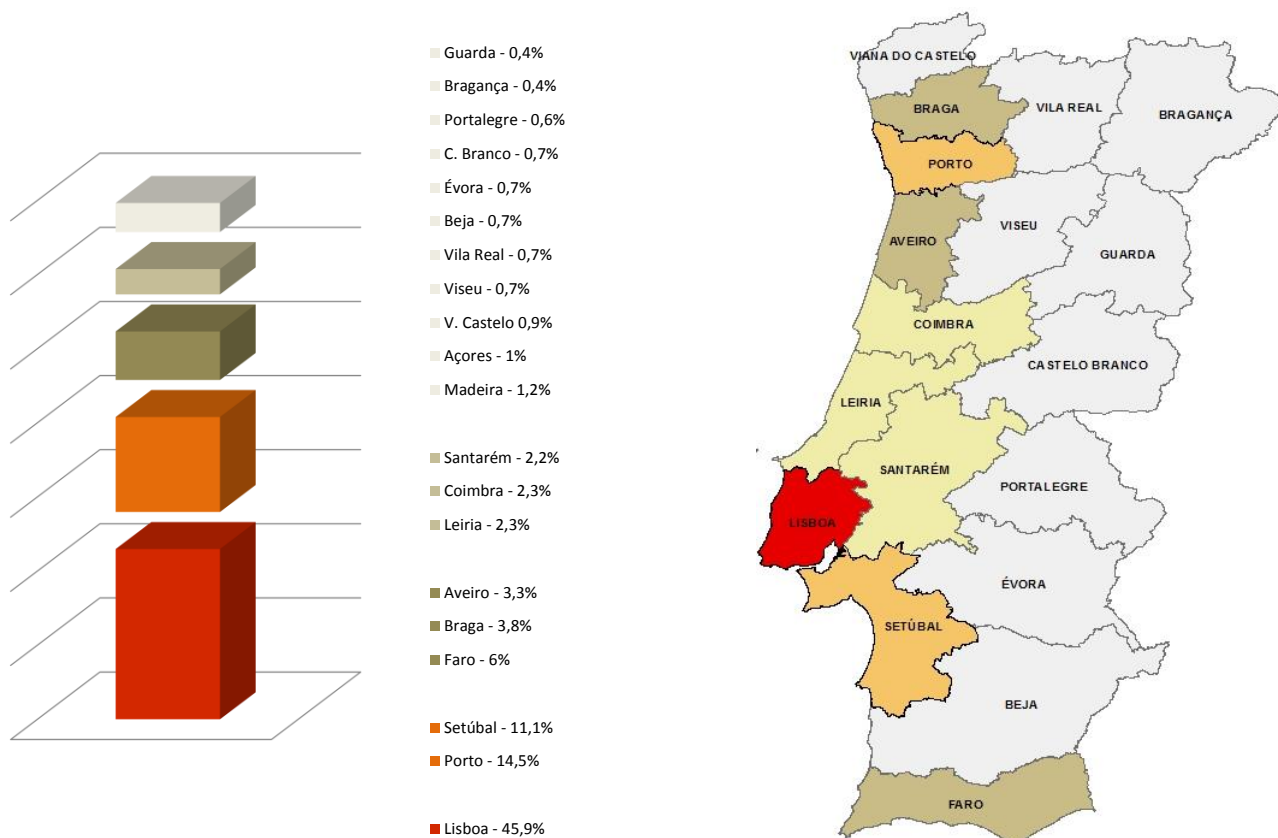 Guarda - 0,4%
Bragança - 0,4%
Portalegre - 0,6%
C. Branco - 0,7%
Évora - 0,7%
Beja - 0,7%
Vila Real - 0,7%
Viseu - 0,7%
V. Castelo 0,9%
Açores - 1%
Madeira - 1,2%
Santarém - 2,2%
Coimbra - 2,3%
Leiria - 2,3%
Aveiro - 3,3%
Braga - 3,8%
Faro - 6%
Setúbal - 11,1%
Porto - 14,5%
Lisboa - 45,9%
VIANA DO CASTELO
BRAGA
VILA REAL
BRAGANÇA
PORTO
VISEU
AVEIRO
GUARDA
COIMBRA
CASTELO BRANCO
LEIRIA
SANTARÉM
PORTALEGRE
LISBOA
ÉVORA
SETÚBAL
BEJA
FARO